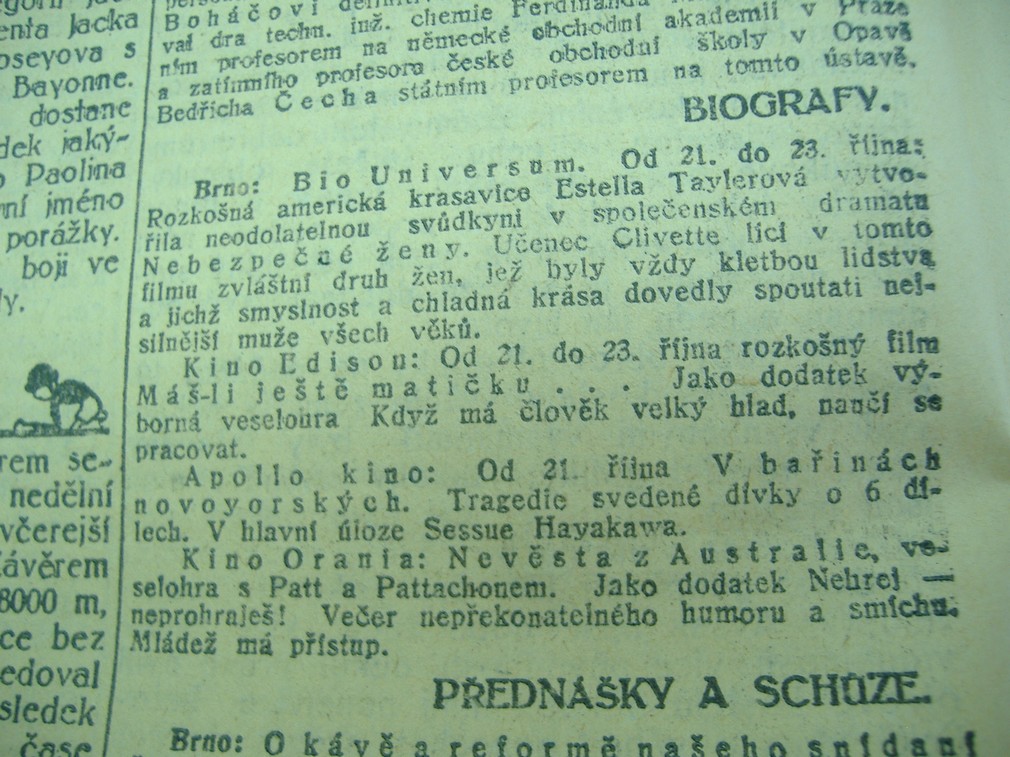 enta Jacka
oseyova s
Bayonne.
dostane
dek jaký-
o Paolina
vní jméno
porážky.
boji ve
dy.
rem se-
nedělní
včerejší
závěrem
8000 m,
ce bez
edoval
sledek
čase
Boháčovi
val dra techn. inž. chemie Ferdinanda
ním profesorem na německé obchodní akademii v Praze
a zatímního profesora české obchodní školy v Opavě
Bedřicha Čecha státním profesorem na tomto ústavě.
BIOGRAFY.
Brno: Bio Universum. Od 21. do 23. října:
Rozkošná americká krasavice Estella Taylerová vytvo-
řila neodolatelnou svůdkyni v společenském dramatu
Nebezpečné ženy. Učenec Clivette lící v tomto
filmu zvláštní druh žen, jež byly vždy kletbou lidstva
a jichž smyslnost a chladná krása dovedly spoutati nej-
silnější muže všech věků.
Kino Edison: Od 21. do 23. října rozkošný film
Máš-li ještě matičku . . . Jako dodatek vý-
borná veselohra Když má člověk velký hlad, naučí se
pracovat.
Apollo kino: Od 21. října V bařinách
novoyorských. Tragedie svedené dívky o 6 dí-
lech. V hlavní úloze Sessue Hayakawa.
Kino Orania: Nevěsta z Australie, ve-
selohra s Patt a Pattachonem. Jako dodatek Nehrej —
neprohraješ! Večer nepřekonatelného humoru a smíchu.
Mládež má přístup.
PŘEDNÁŠKY A SCHŮZE.
Brno: O kávě a reformě našeho snídaní